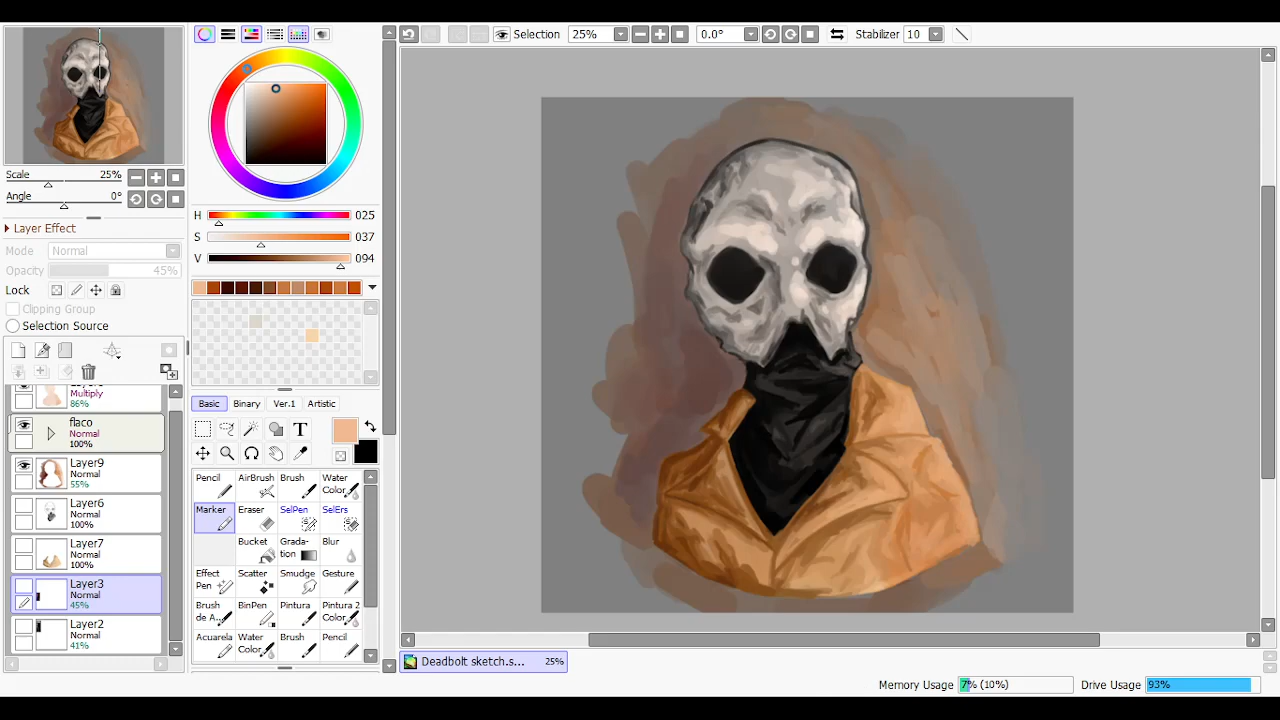 Selection 25% 0.0° Stabilizer 10
Scale 25%
Angle 0°
Layer Effect
Mode Normal
Opacity 45%
Lock
Clipping Group
Selection Source
Multiply
86%
flaco
Normal
100%
Layer9
Normal
55%
Layer6
Normal
100%
Layer7
Normal
100%
Layer3
Normal
45%
Layer2
Normal
41%
H 025
S 037
V 094
Basic Binary Ver.1 Artistic
T
Pencil AirBrush Brush Water Color
Marker Eraser SelPen SelErs
Bucket Gradation Blur
Effect Pen Scatter Smudge Gesture
Brush de A... BinPen Pintura Pintura 2 Color
Acuarela Water Color Brush Pencil
Deadbolt sketch.s... 25%
Memory Usage 7% (10%) Drive Usage 93%